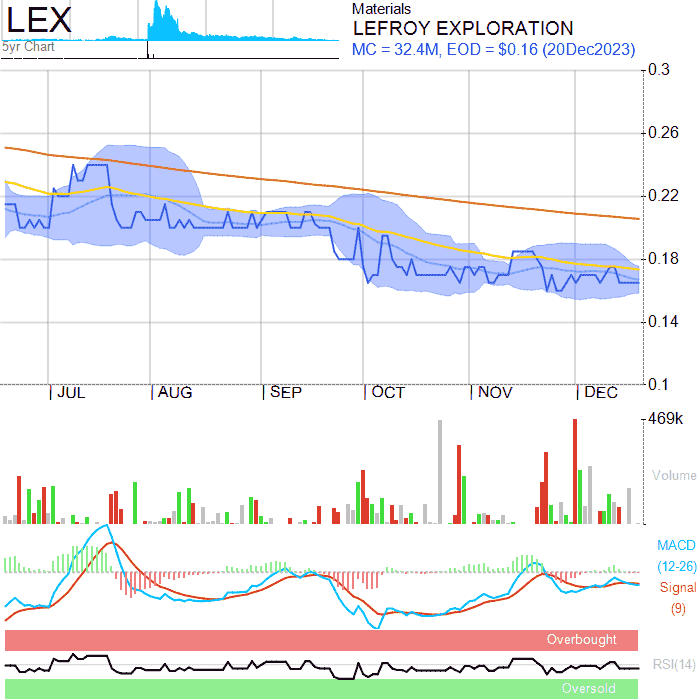 LEX
5yr Chart
Materials
LEFROY EXPLORATION
MC = 32.4M, EOD = $0.16 (20Dec2023)
0.3
0.26
0.22
0.18
0.14
0.1
JUL AUG SEP OCT NOV DEC
469k
Volume
MACD
(12-26)
Signal
(9)
Overbought
RSI(14)
Oversold